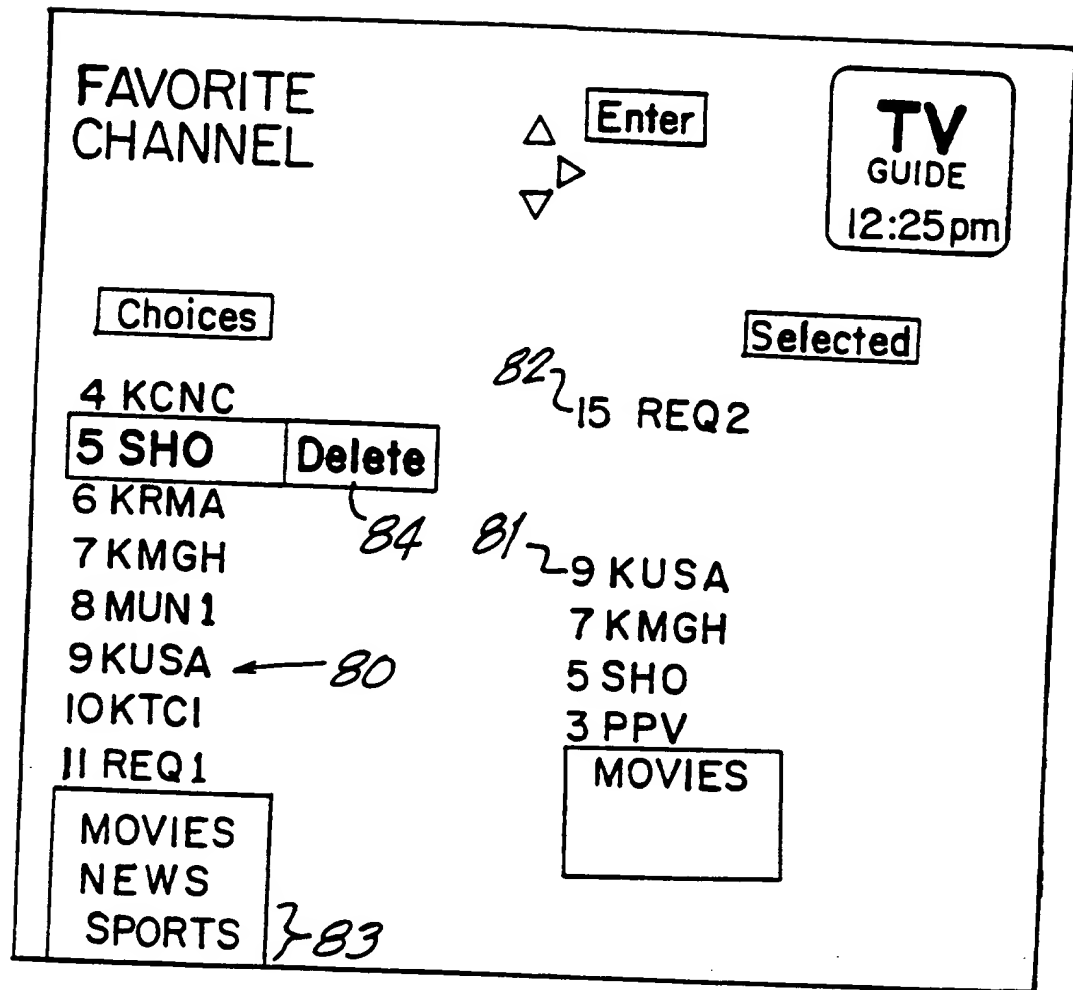 FAVORITE
CHANNEL
Enter
TV
GUIDE
12:25pm
Choices
Selected
4 KCNC
5 SHO Delete
6 KRMA
7 KMGH
8 MUN1
9 KUSA
10 KTCI
11 REQ1
MOVIES
NEWS
SPORTS
82
15 REQ2
84
81
9 KUSA
7 KMGH
5 SHO
3 PPV
MOVIES
80
83